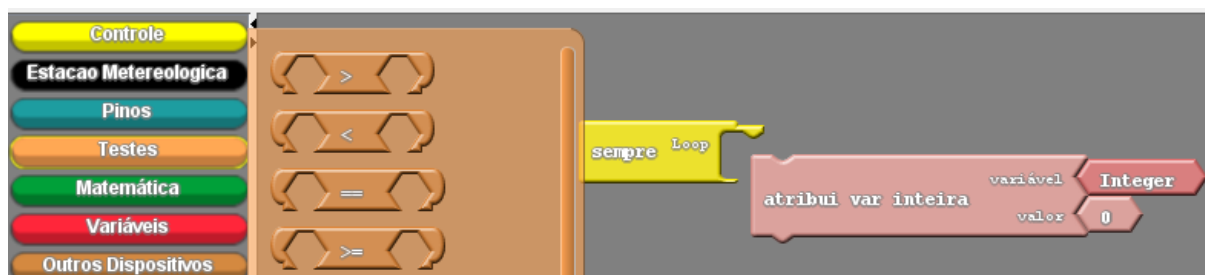 Controle
Estacao Metereologica
Pinos
Testes
Matemática
Variáveis
Outros Dispositivos
>
<
==
>=
sempre Loop
atribui var inteira
variável Integer
valor 0